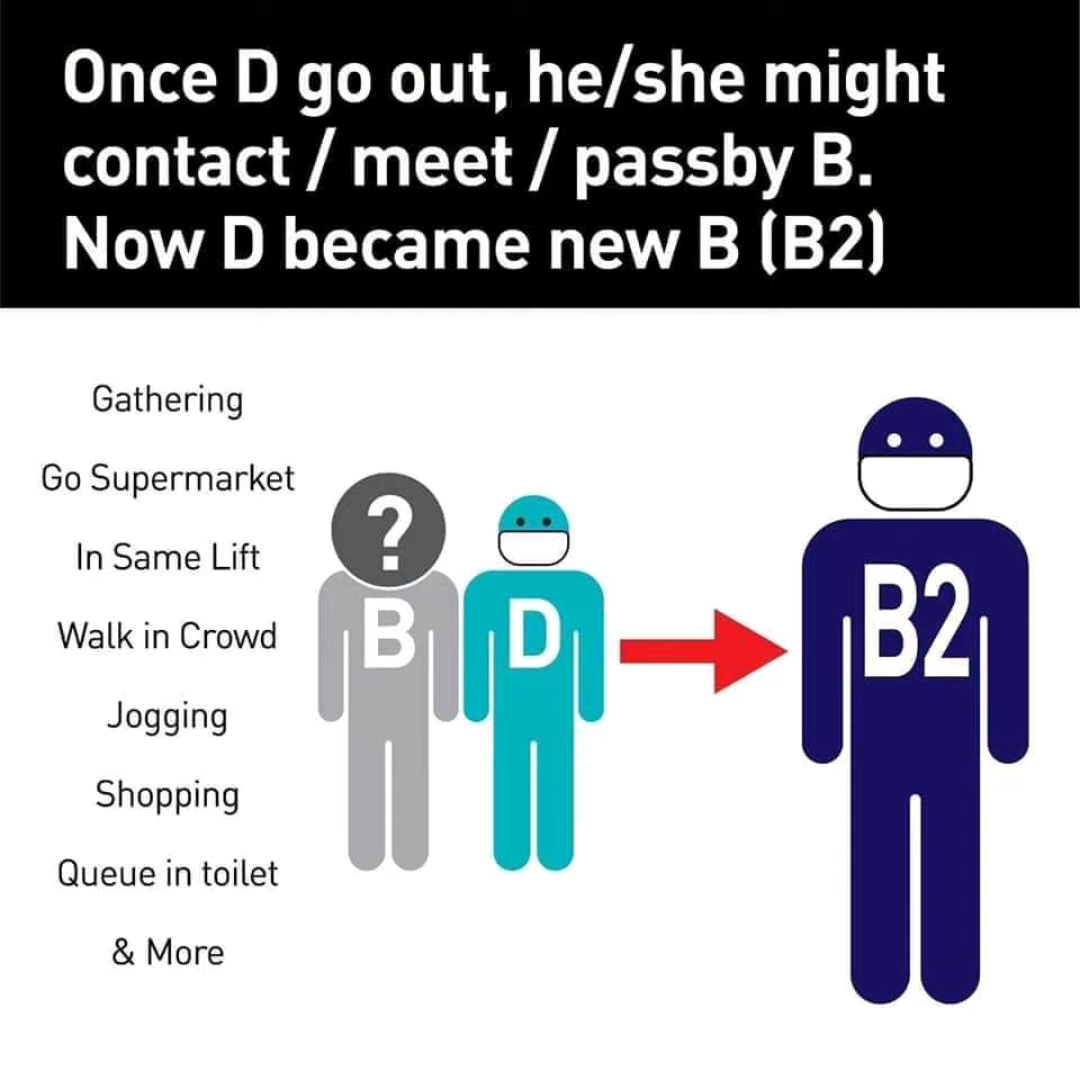 Once D go out, he/she might
contact / meet / passby B.
Now D became new B (B2)
Gathering
Go Supermarket
In Same Lift
Walk in Crowd
Jogging
Shopping
Queue in toilet
& More
?
B
D
B2